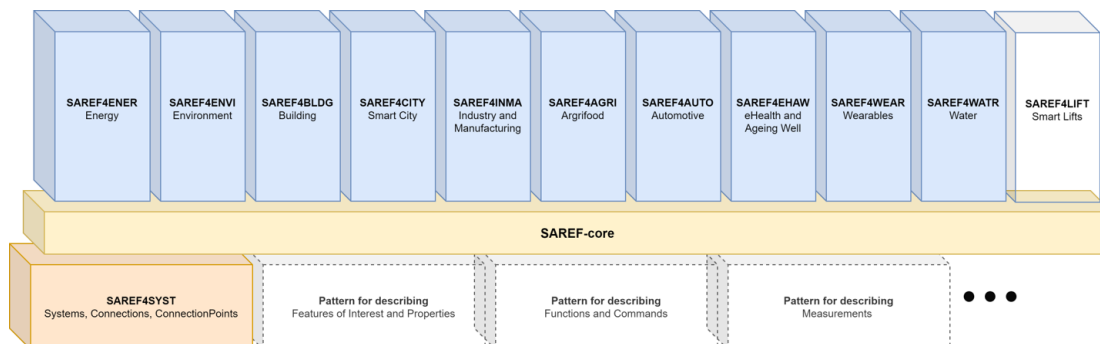 SAREF4ENER
Energy
SAREF4ENVI
Environment
SAREF4BLDG
Building
SAREF4CITY
Smart City
SAREF4INMA
Industry and
Manufacturing
SAREF4AGRI
Argrifood
SAREF4AUTO
Automotive
SAREF4EHAW
eHealth and
Ageing Well
SAREF4WEAR
Wearables
SAREF4WATR
Water
SAREF4LIFT
Smart Lifts
SAREF-core
SAREF4SYST
Systems, Connections, ConnectionPoints
Pattern for describing
Features of Interest and Properties
Pattern for describing
Functions and Commands
Pattern for describing
Measurements